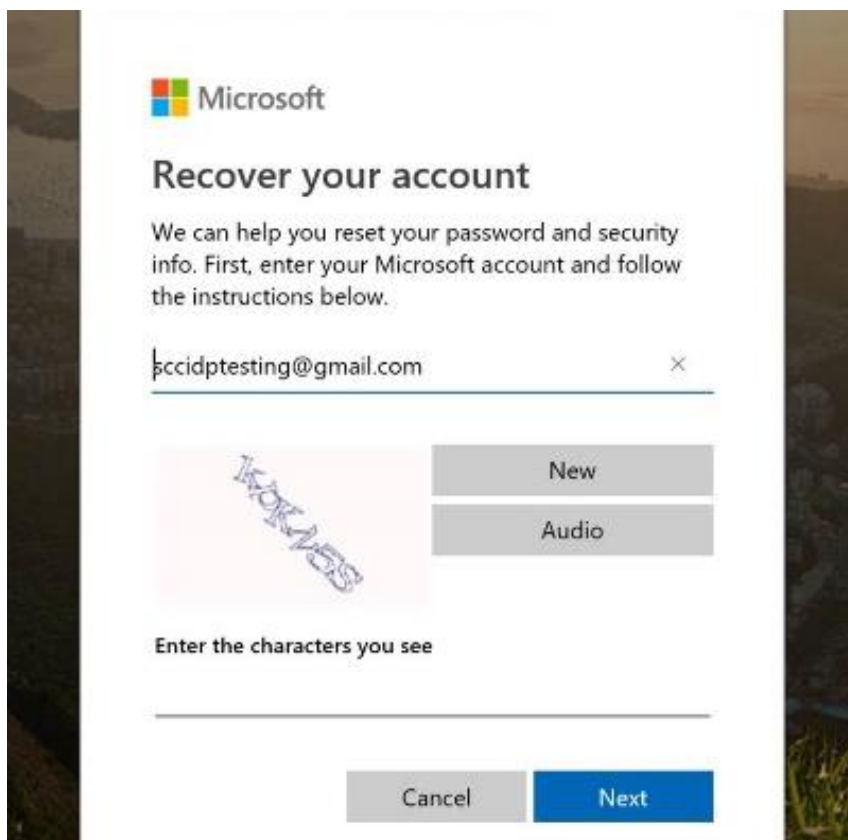 Microsoft
Recover your account
We can help you reset your password and security
info. First, enter your Microsoft account and follow
the instructions below.
sccidptesting@gmail.com
New
Audio
Enter the characters you see
Cancel
Next